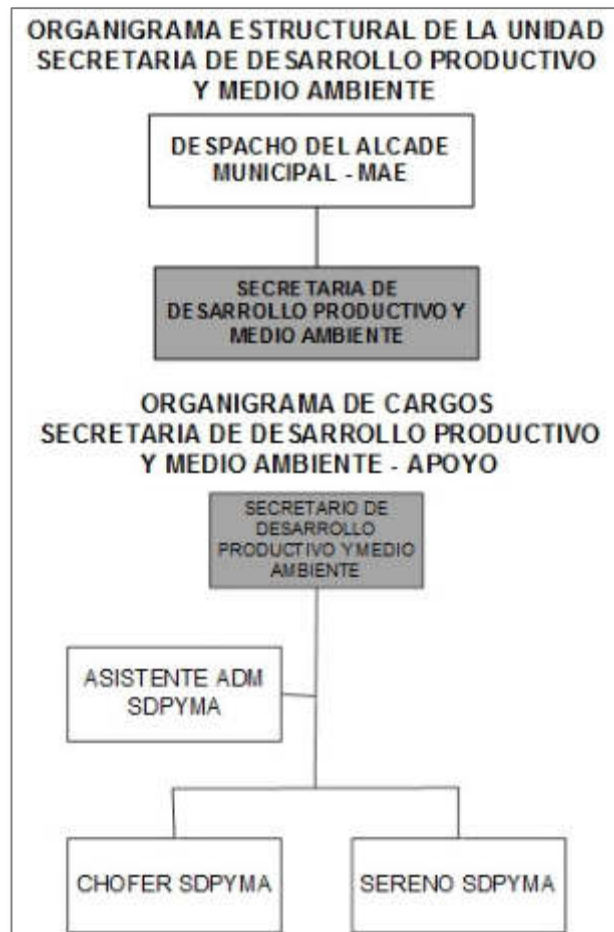 ORGANIGRAMA ESTRUCTURAL DE LA UNIDAD
SECRETARIA DE DESARROLLO PRODUCTIVO
Y MEDIO AMBIENTE
DESPACHO DEL ALCADE
MUNICIPAL - MAE
SECRETARIA DE
DESARROLLO PRODUCTIVO Y
MEDIO AMBIENTE
ORGANIGRAMA DE CARGOS
SECRETARIA DE DESARROLLO PRODUCTIVO
Y MEDIO AMBIENTE - APOYO
SECRETARIO DE
DESARROLLO
PRODUCTIVO Y MEDIO
AMBIENTE
ASISTENTE ADM
SDPYMA
CHOFER SDPYMA
SERENO SDPYMA